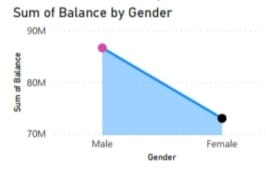 Sum of Balance by Gender
90M
80M
70M
Sum of Balance
Male Female
Gender